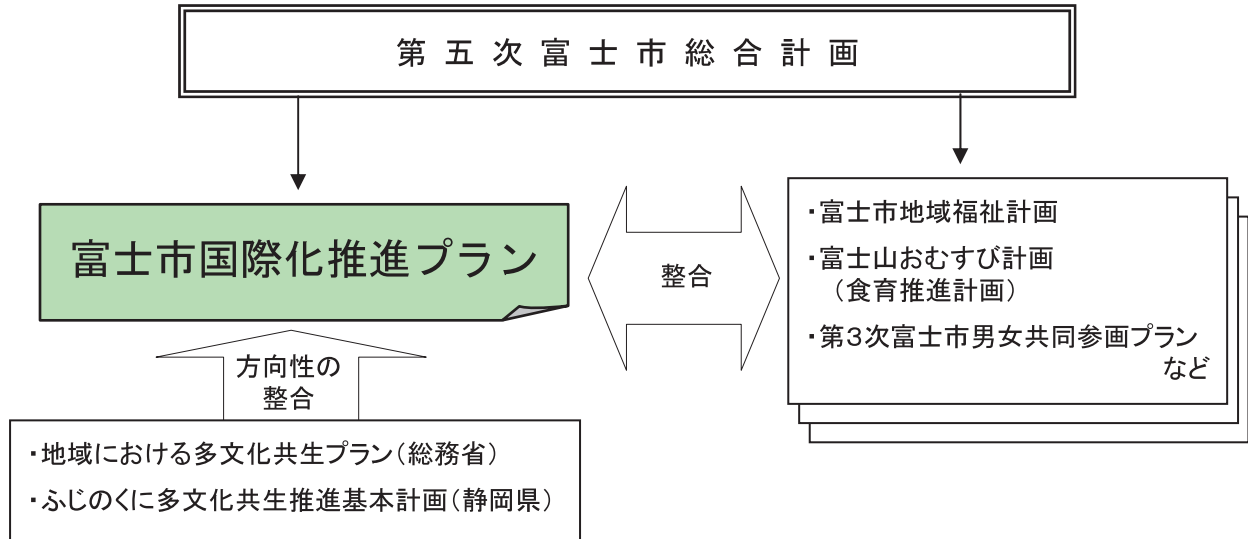 第五次富士市総合計画
富士市国際化推進プラン
整合
・富士市地域福祉計画
・富士山おむすび計画
（食育推進計画）
・第3次富士市男女共同参画プラン
など
方向性の
整合
・地域における多文化共生プラン（総務省）
・ふじのくに多文化共生推進基本計画（静岡県）